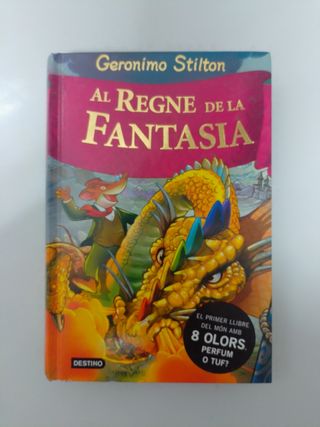 Geronimo Stilton
AL REGNE DE LA
FANTASIA
EL PRIMER LLIBRE
DEL MÓN AMB
8 OLORS.
PERFUM
O TUF?
DESTINO